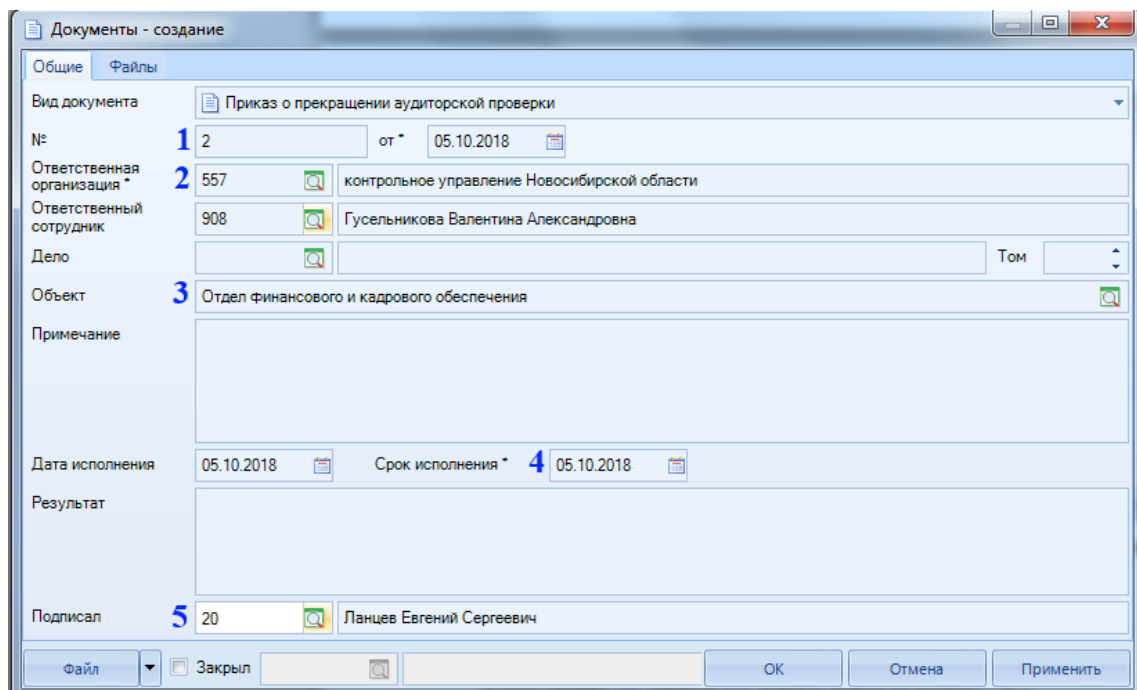 Документы - создание
Общие Файлы
Вид документа Приказ о прекращении аудиторской проверки
№ 1 2 от * 05.10.2018
Ответственная организация * 2 557 контрольное управление Новосибирской области
Ответственный сотрудник 908 Гусельникова Валентина Александровна
Дело Том
Объект 3 Отдел финансового и кадрового обеспечения
Примечание
Дата исполнения 05.10.2018 Срок исполнения * 4 05.10.2018
Результат
Подписал 5 20 Ланцев Евгений Сергеевич
Файл Закрыл ОК Отмена Применить